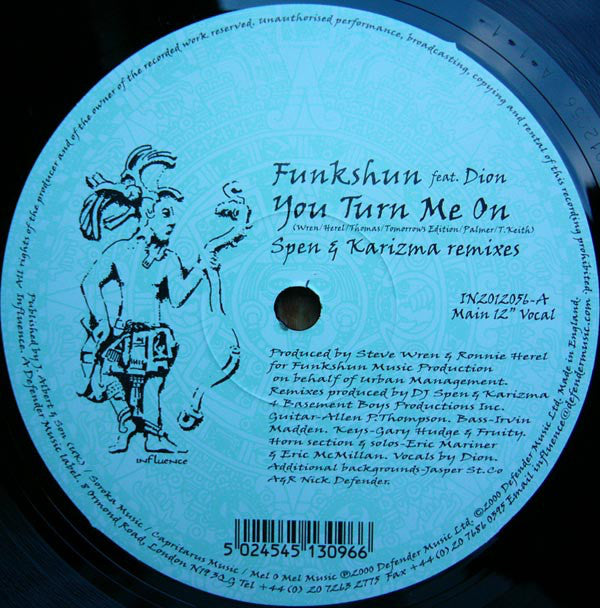 Funkshun feat. Dion
You Turn Me On
(Wren/Herel/Thomas/Tomorrows Edition/Palmer/T.Keith)
Spen & Karizma remixes
IN2012056-A
Main 12" Vocal
Produced by Steve Wren & Ronnie Herel
for Funkshun Music Production
on behalf of Urban Management.
Remixes produced by DJ Spen & Karizma
4 Basement Boys Productions Inc.
Guitar-Allen P.Thompson. Bass-Irvin
Madden. Keys-Gary Hudge & Fruity.
Horn section & solos-Eric Mariner
& Eric McMillan. Vocals by Dion.
Additional backgrounds-Jasper St.Co
A&R Nick Defender.
INFLUENCE
5 024545 130966
All rights of the producer and of the owner of the recorded work reserved. Unauthorised performance, broadcasting, copying and rental of this recording prohibited. Made in England.
Published by J. Albert & Son (UK) / Soroka Music / Capritarus Music / Mel O Mel Music ℗2000 Defender Music Ltd. ©2000 Defender Music Ltd.
Influence. A Defender Music label. 8 Ormond Road, London N19 3QG Tel +44 (0) 20 7263 2775 Fax +44 (0) 20 7686 0395 Email influence@defendermusic.com